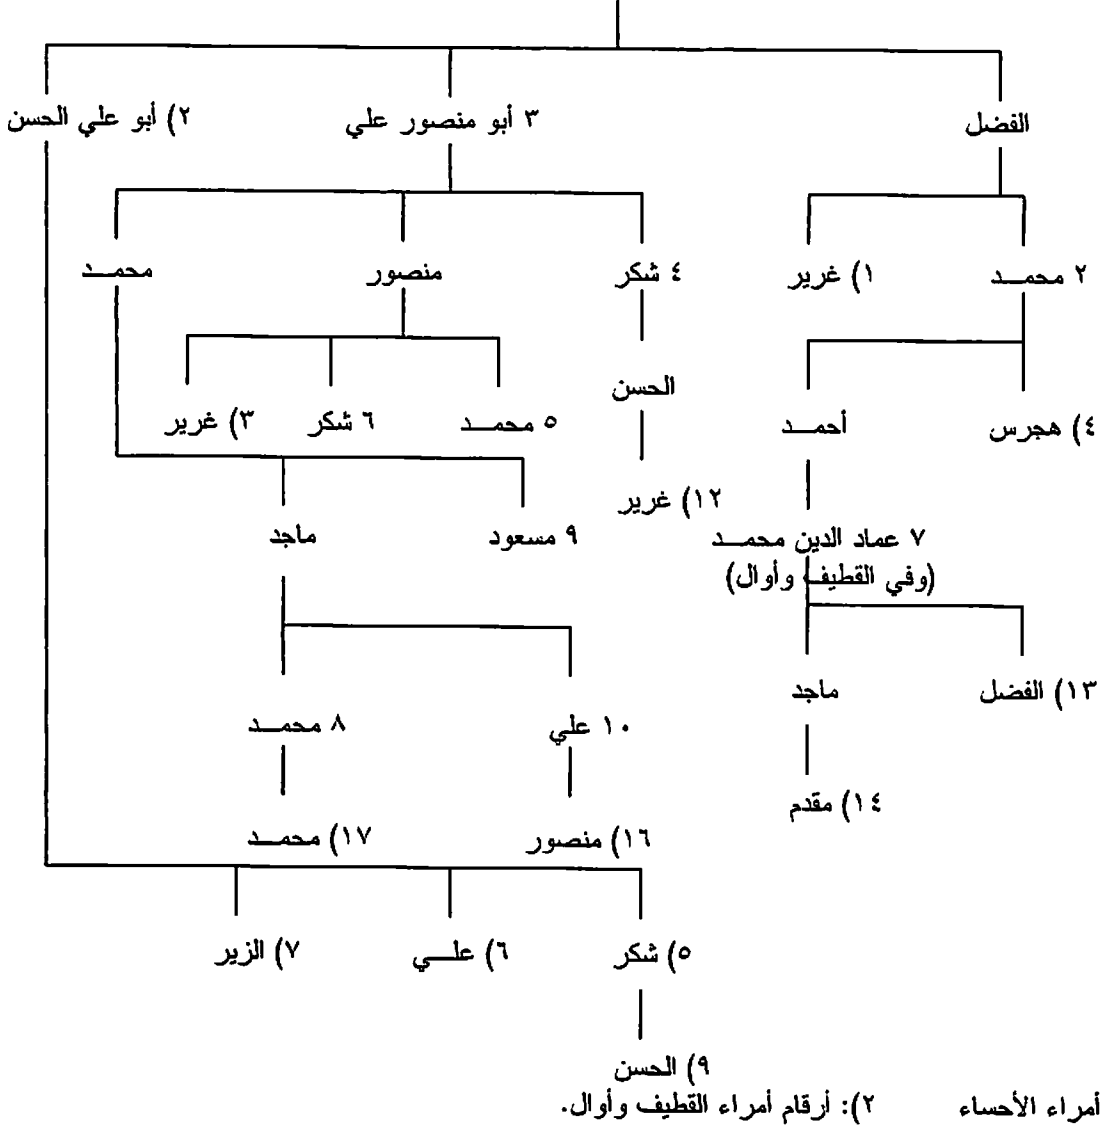 الفضل ٣ أبو منصور علي ٢) أبو علي الحسن
٢ محمد ١) غرير ٤ شكر منصور محمد
الحسن
٤) هجرس أحمد ٥ محمد ٦ شكر ٣) غرير
١٢) غرير
٧ عماد الدين محمد ٩ مسعود ماجد
(وفي القطيف وأوال)
١٣) الفضل ماجد
١٠ علي ٨ محمد
١٤) مقدم
١٦) منصور ١٧) محمد
٥) شكر ٦) علي ٧) الزير
٩) الحسن
أمراء الأحساء ٢): أرقام أمراء القطيف وأوال.